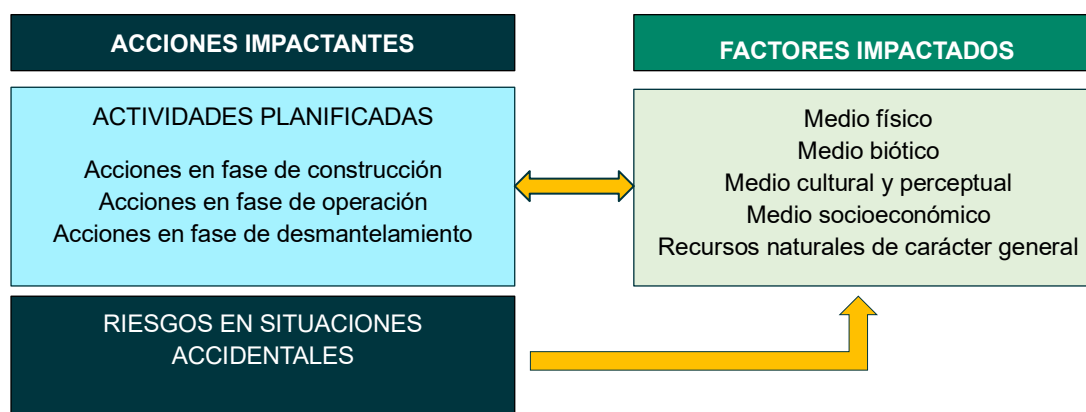 ACCIONES IMPACTANTES
FACTORES IMPACTADOS
ACTIVIDADES PLANIFICADAS
Acciones en fase de construcción
Acciones en fase de operación
Acciones en fase de desmantelamiento
Medio físico
Medio biótico
Medio cultural y perceptual
Medio socioeconómico
Recursos naturales de carácter general
RIESGOS EN SITUACIONES
ACCIDENTALES